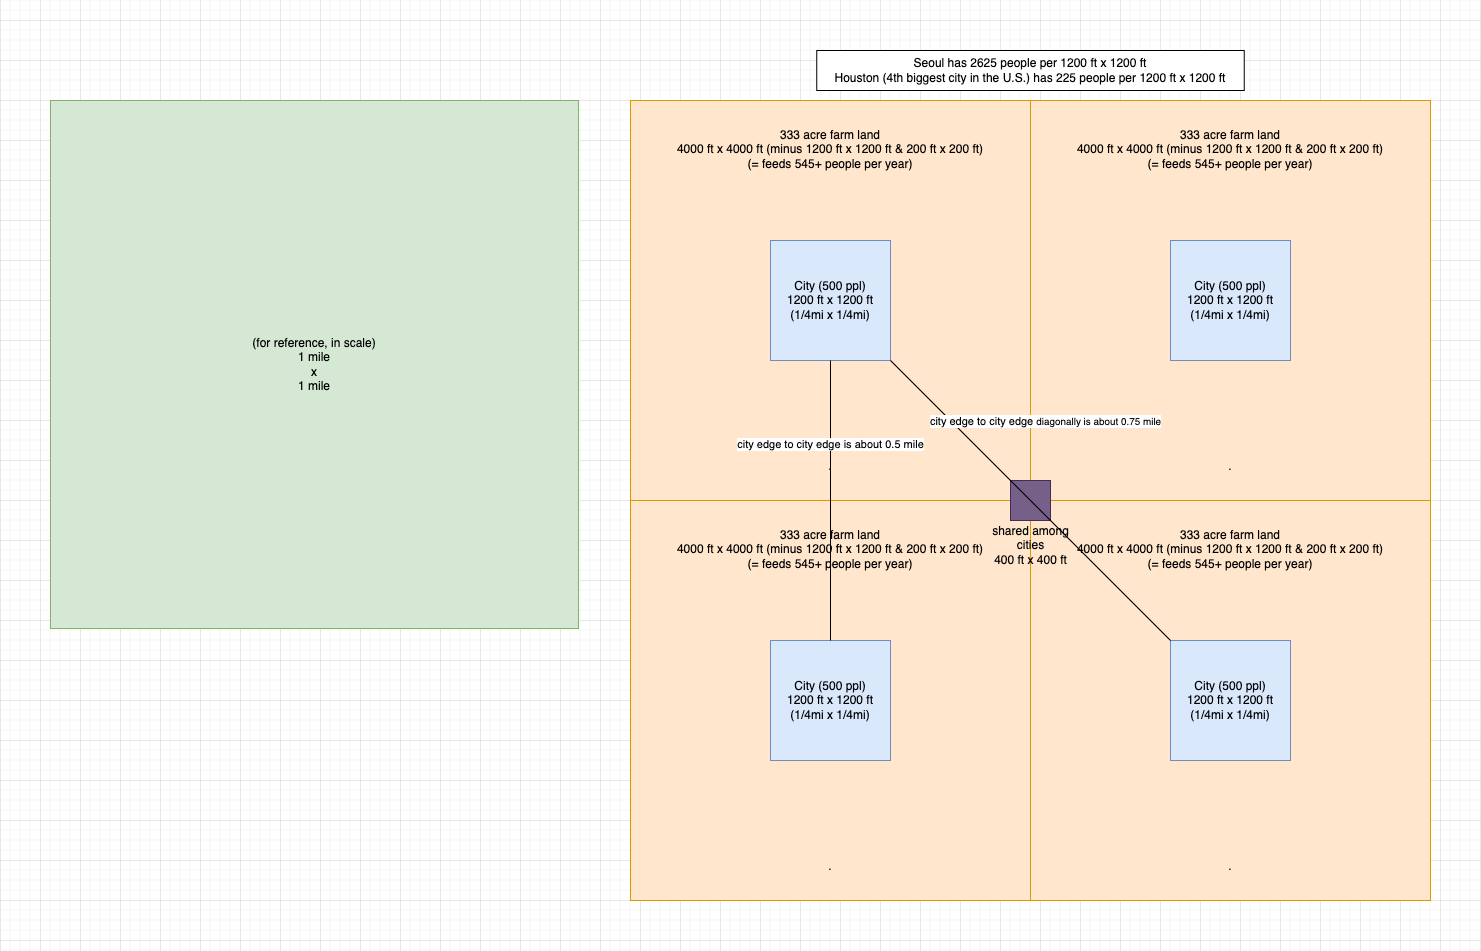 Seoul has 2625 people per 1200 ft x 1200 ft
Houston (4th biggest city in the U.S.) has 225 people per 1200 ft x 1200 ft
333 acre farm land
4000 ft x 4000 ft (minus 1200 ft x 1200 ft & 200 ft x 200 ft)
(= feeds 545+ people per year)
333 acre farm land
4000 ft x 4000 ft (minus 1200 ft x 1200 ft & 200 ft x 200 ft)
(= feeds 545+ people per year)
City (500 ppl)
1200 ft x 1200 ft
(1/4mi x 1/4mi)
City (500 ppl)
1200 ft x 1200 ft
(1/4mi x 1/4mi)
(for reference, in scale)
1 mile
x
1 mile
city edge to city edge diagonally is about 0.75 mile
city edge to city edge is about 0.5 mile
.
.
333 acre farm land
4000 ft x 4000 ft (minus 1200 ft x 1200 ft & 200 ft x 200 ft)
(= feeds 545+ people per year)
shared among
cities
400 ft x 400 ft
333 acre farm land
4000 ft x 4000 ft (minus 1200 ft x 1200 ft & 200 ft x 200 ft)
(= feeds 545+ people per year)
City (500 ppl)
1200 ft x 1200 ft
(1/4mi x 1/4mi)
City (500 ppl)
1200 ft x 1200 ft
(1/4mi x 1/4mi)
.
.